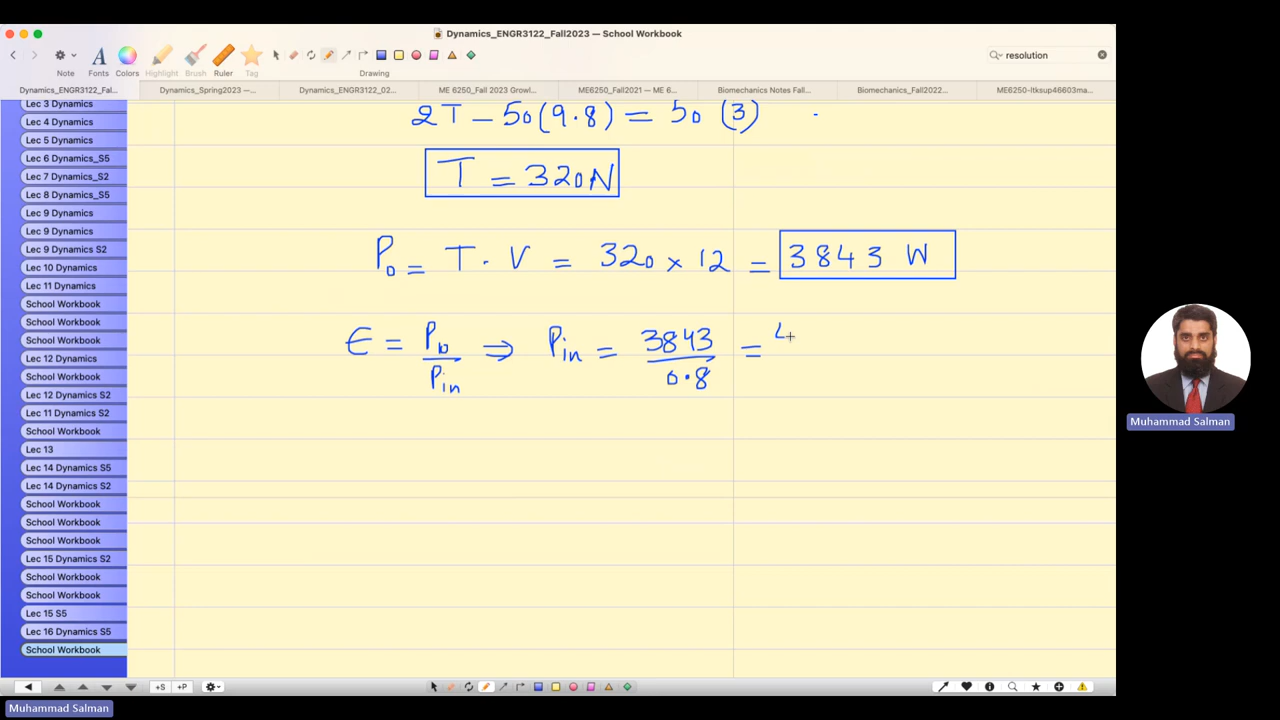 Dynamics_ENGR3122_Fall2023 — School Workbook
Note Fonts Colors Highlight Brush Ruler Tag Drawing resolution
Dynamics_ENGR3122_Fal... Dynamics_Spring2023 —... Dynamics_ENGR3122_02... ME 6250_Fall 2023 Growl... ME6250_Fall2021 — ME 6... Biomechanics Notes Fall... Biomechanics_Fall2022... ME6250-ltksup46603ma...
Lec 3 Dynamics
Lec 4 Dynamics
Lec 5 Dynamics
Lec 6 Dynamics_S5
Lec 7 Dynamics_S2
Lec 8 Dynamics_S5
Lec 9 Dynamics
Lec 9 Dynamics
Lec 9 Dynamics S2
Lec 10 Dynamics
Lec 11 Dynamics
School Workbook
School Workbook
School Workbook
Lec 12 Dynamics
School Workbook
Lec 12 Dynamics S2
Lec 11 Dynamics S2
School Workbook
Lec 13
Lec 14 Dynamics S5
Lec 14 Dynamics S2
School Workbook
School Workbook
School Workbook
Lec 15 Dynamics S2
School Workbook
School Workbook
Lec 15 S5
Lec 16 Dynamics S5
School Workbook
2T - 50(9.8) = 50 (3)
T = 320N
P₀ = T · V = 320 × 12 = 3843 W
ϵ = P₀/Pin ⇒ Pin = 3843/0.8 = 4
+S +P
Muhammad Salman
Muhammad Salman